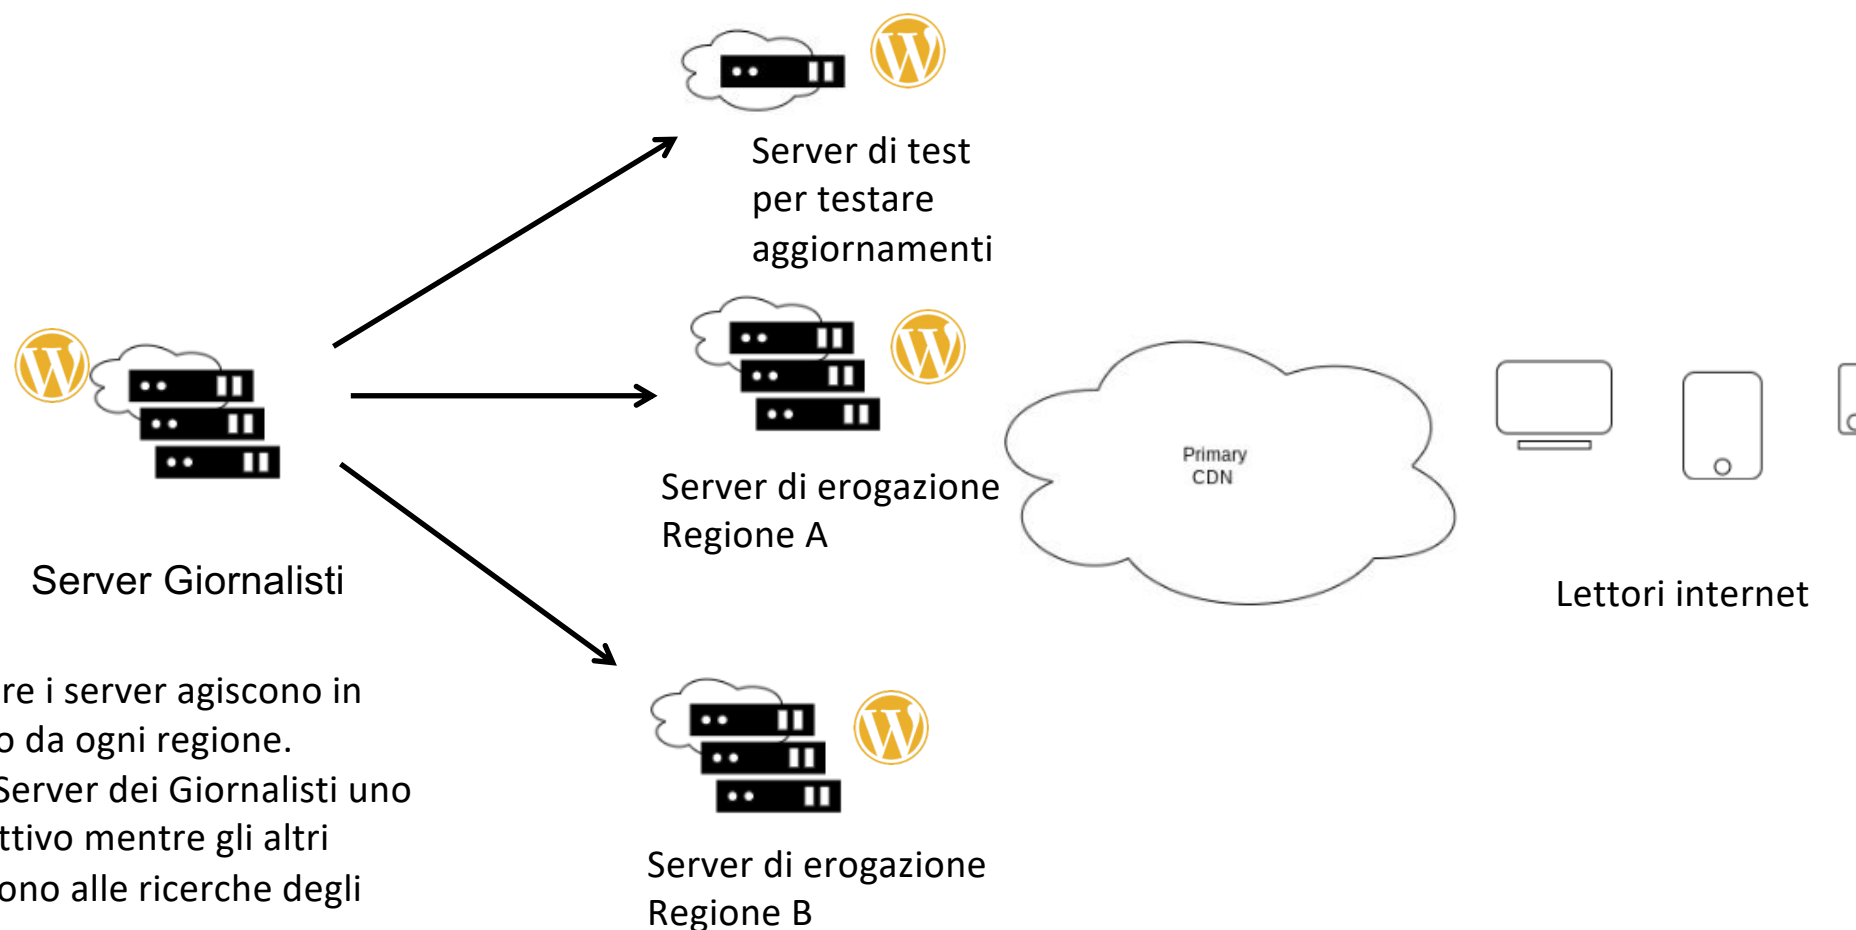 Server di test
per testare
aggiornamenti
Primary
CDN
Server di erogazione
Regione A
Server Giornalisti
Lettori internet
re i server agiscono in
o da ogni regione.
Server dei Giornalisti uno
ttivo mentre gli altri
ono alle ricerche degli
Server di erogazione
Regione B